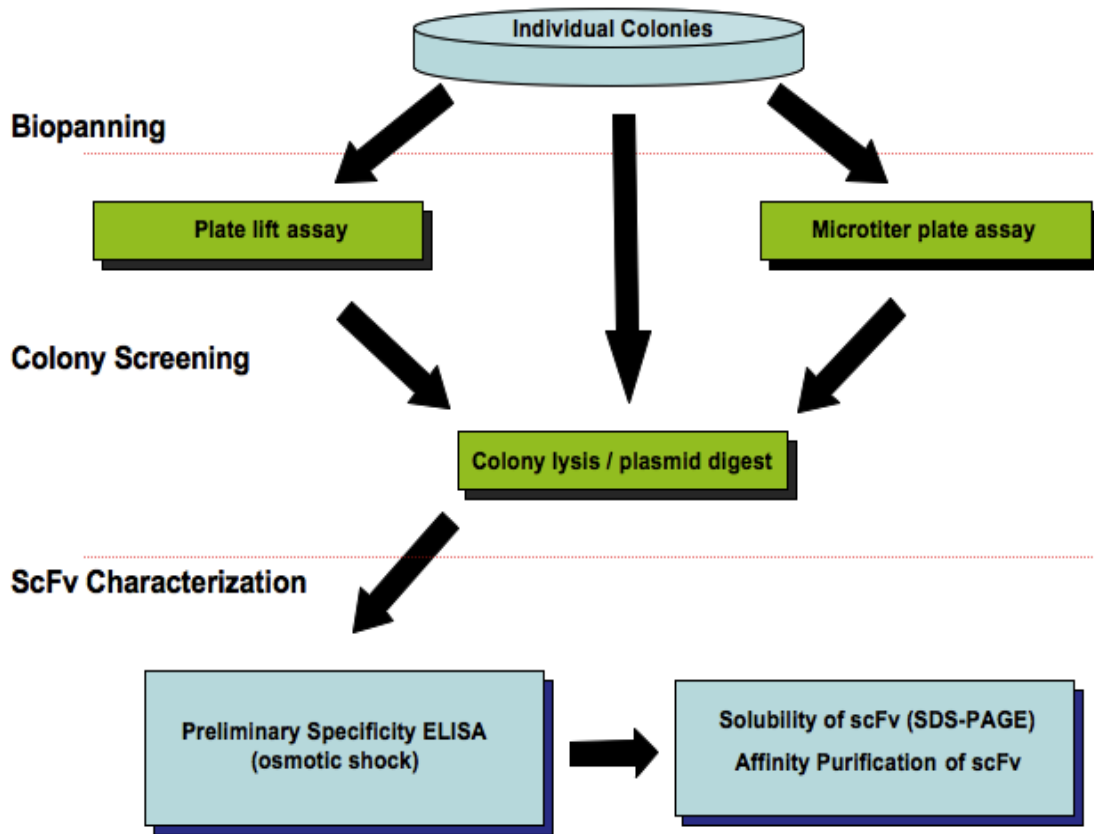 Individual Colonies
Biopanning
Plate lift assay
Microtiter plate assay
Colony Screening
Colony lysis / plasmid digest
ScFv Characterization
Preliminary Specificity ELISA
(osmotic shock)
Solubility of scFv (SDS-PAGE)
Affinity Purification of scFv